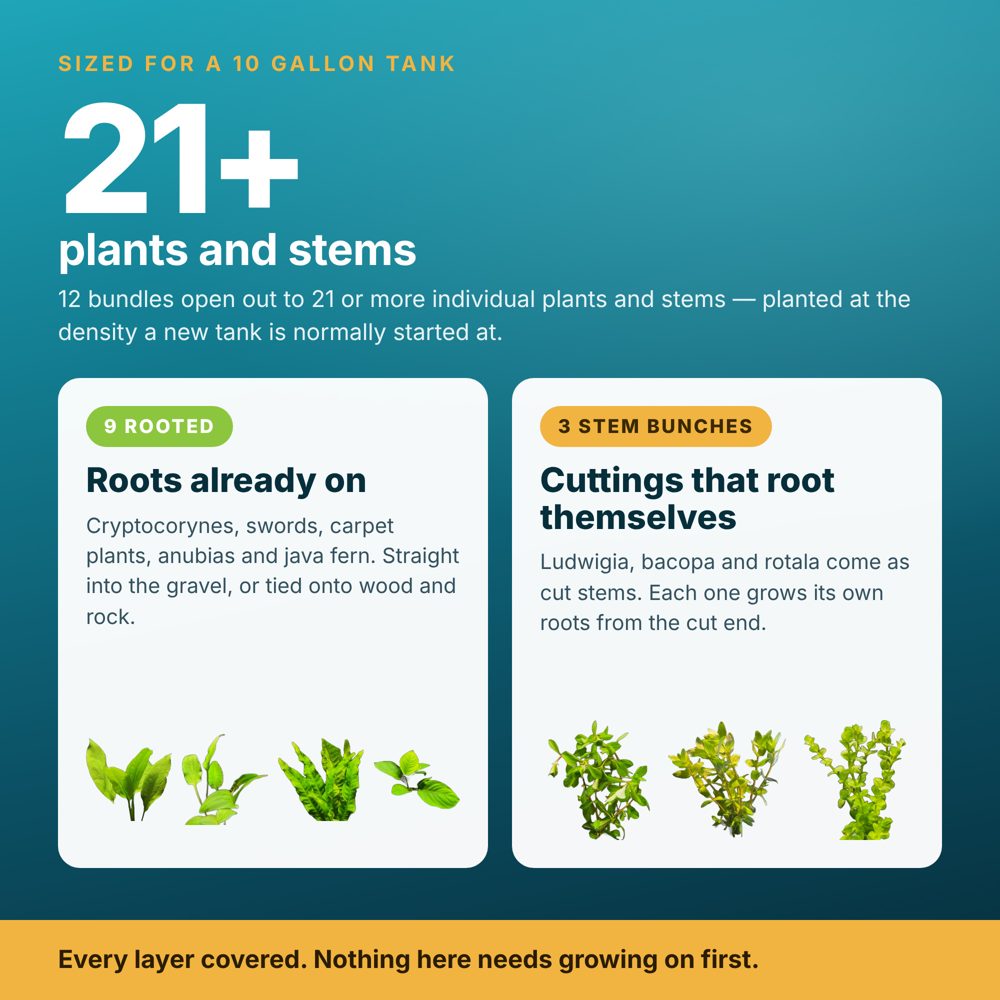 SIZED FOR A 10 GALLON TANK
21+
plants and stems
12 bundles open out to 21 or more individual plants and stems — planted at the
density a new tank is normally started at.
9 ROOTED
Roots already on
Cryptocorynes, swords, carpet
plants, anubias and java fern. Straight
into the gravel, or tied onto wood and
rock.
3 STEM BUNCHES
Cuttings that root
themselves
Ludwigia, bacopa and rotala come as
cut stems. Each one grows its own
roots from the cut end.
Every layer covered. Nothing here needs growing on first.